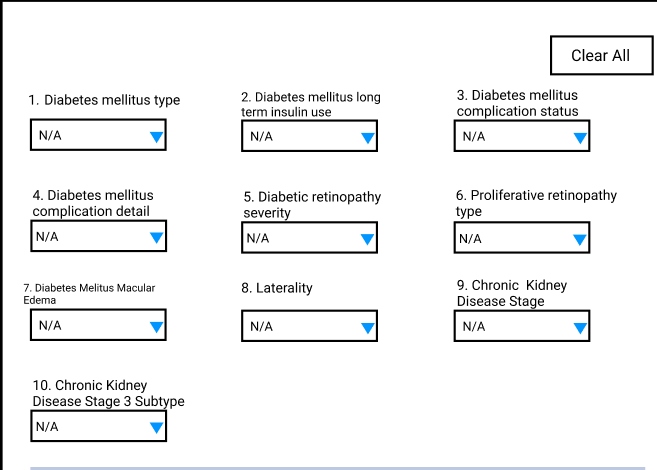 Clear All
1. Diabetes mellitus type
N/A
2. Diabetes mellitus long
term insulin use
N/A
3. Diabetes mellitus
complication status
N/A
4. Diabetes mellitus
complication detail
N/A
5. Diabetic retinopathy
severity
N/A
6. Proliferative retinopathy
type
N/A
7. Diabetes Melitus Macular
Edema
N/A
8. Laterality
N/A
9. Chronic Kidney
Disease Stage
N/A
10. Chronic Kidney
Disease Stage 3 Subtype
N/A